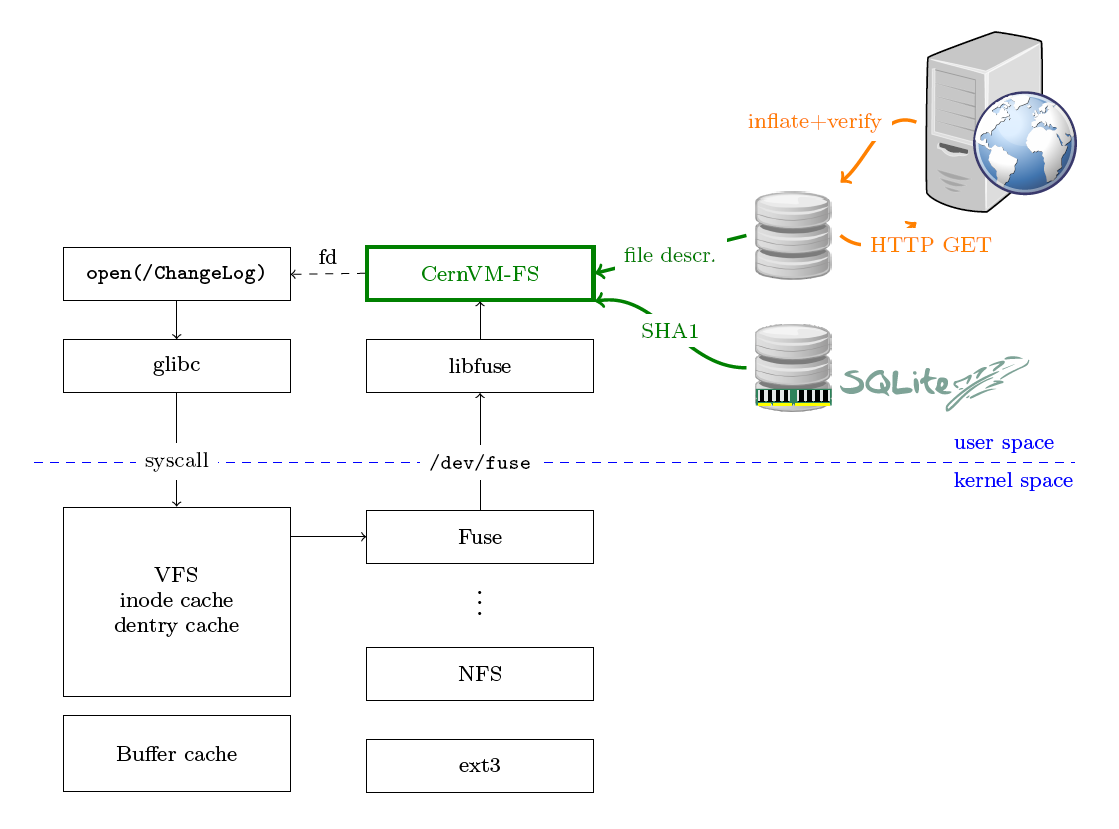 inflate+verify
HTTP GET
fd
file descr.
open(/ChangeLog)
CernVM-FS
SHA1
glibc
libfuse
SQLite
user space
syscall
/dev/fuse
kernel space
Fuse
VFS
inode cache
dentry cache
⋮
NFS
Buffer cache
ext3